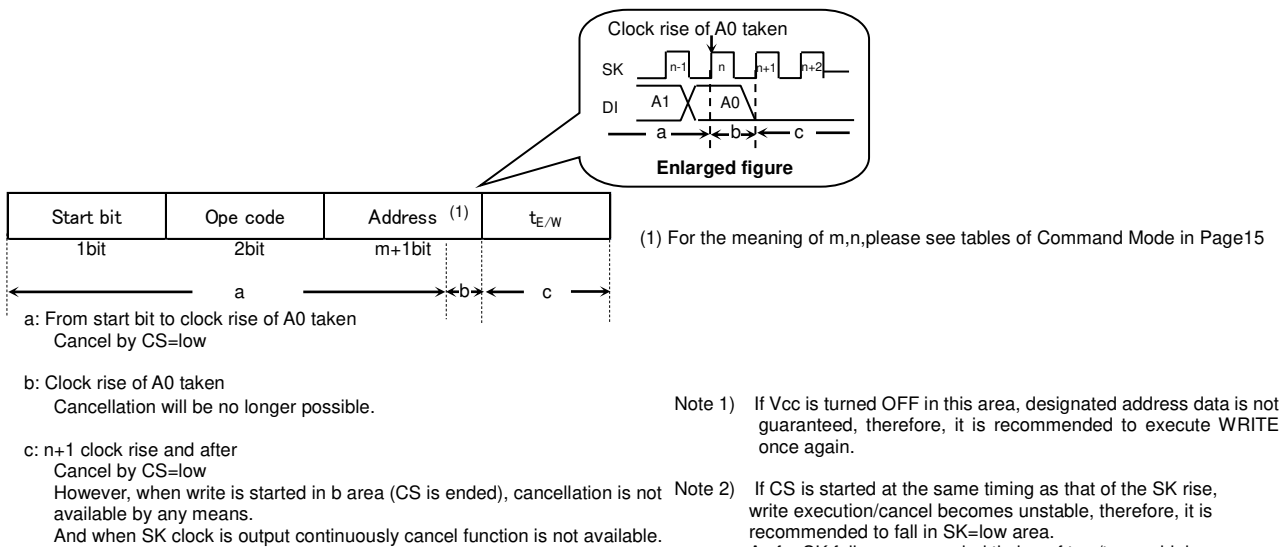 Clock rise of A0 taken
SK
n-1
n
n+1
n+2
DI
A1
A0
a
b
c
Enlarged figure
Start bit
Ope code
Address (1)
tE/W
1bit
2bit
m+1bit
(1) For the meaning of m,n,please see tables of Command Mode in Page15
a
b
c
a: From start bit to clock rise of A0 taken
Cancel by CS=low
b: Clock rise of A0 taken
Cancellation will be no longer possible.
c: n+1 clock rise and after
Cancel by CS=low
However, when write is started in b area (CS is ended), cancellation is not
available by any means.
And when SK clock is output continuously cancel function is not available.
Note 1) If Vcc is turned OFF in this area, designated address data is not
guaranteed, therefore, it is recommended to execute WRITE
once again.
Note 2) If CS is started at the same timing as that of the SK rise,
write execution/cancel becomes unstable, therefore, it is
recommended to fall in SK=low area.